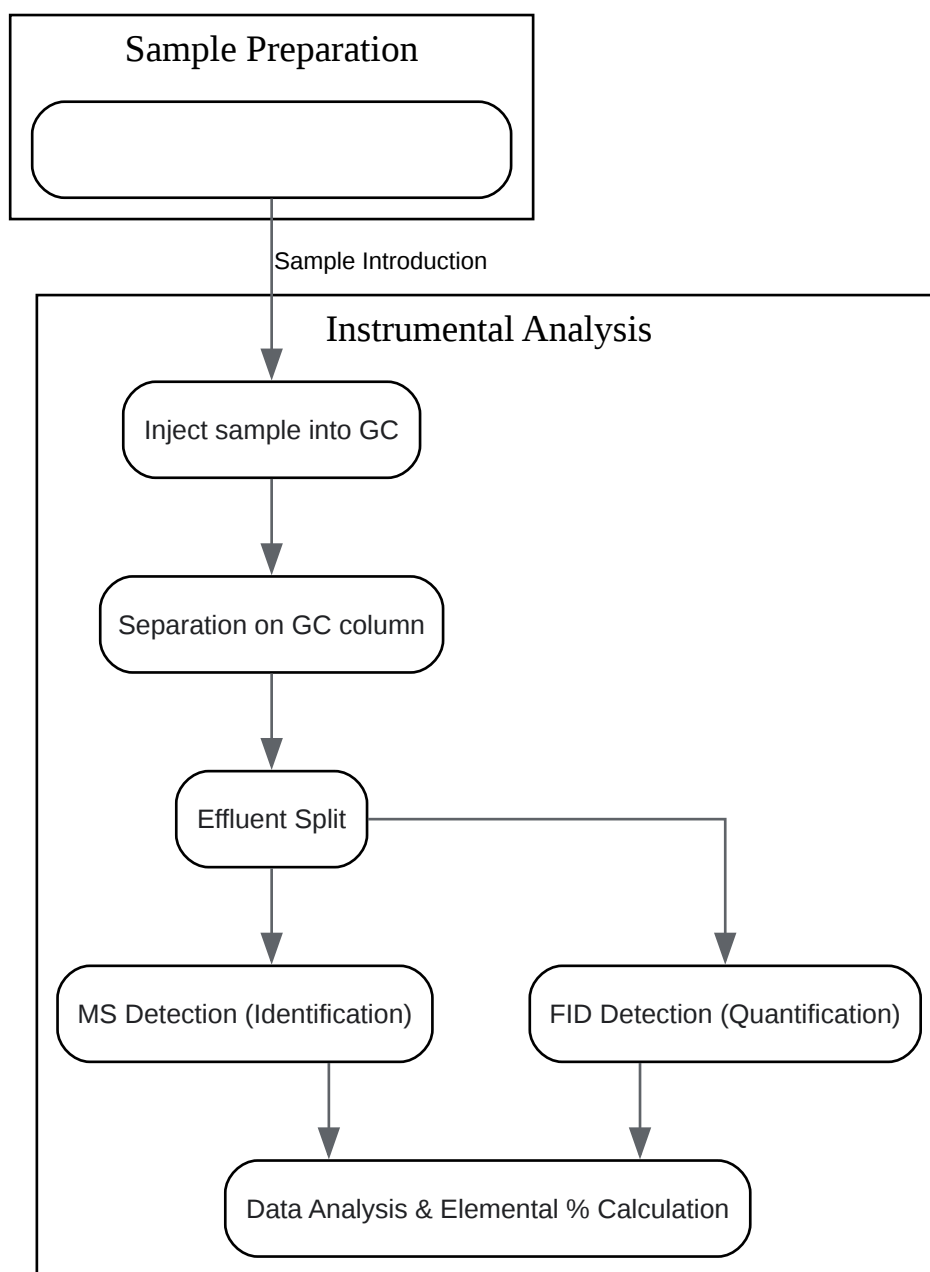 Sample Preparation
Sample Introduction
Instrumental Analysis
Inject sample into GC
Separation on GC column
Effluent Split
MS Detection (Identification)
FID Detection (Quantification)
Data Analysis & Elemental % Calculation